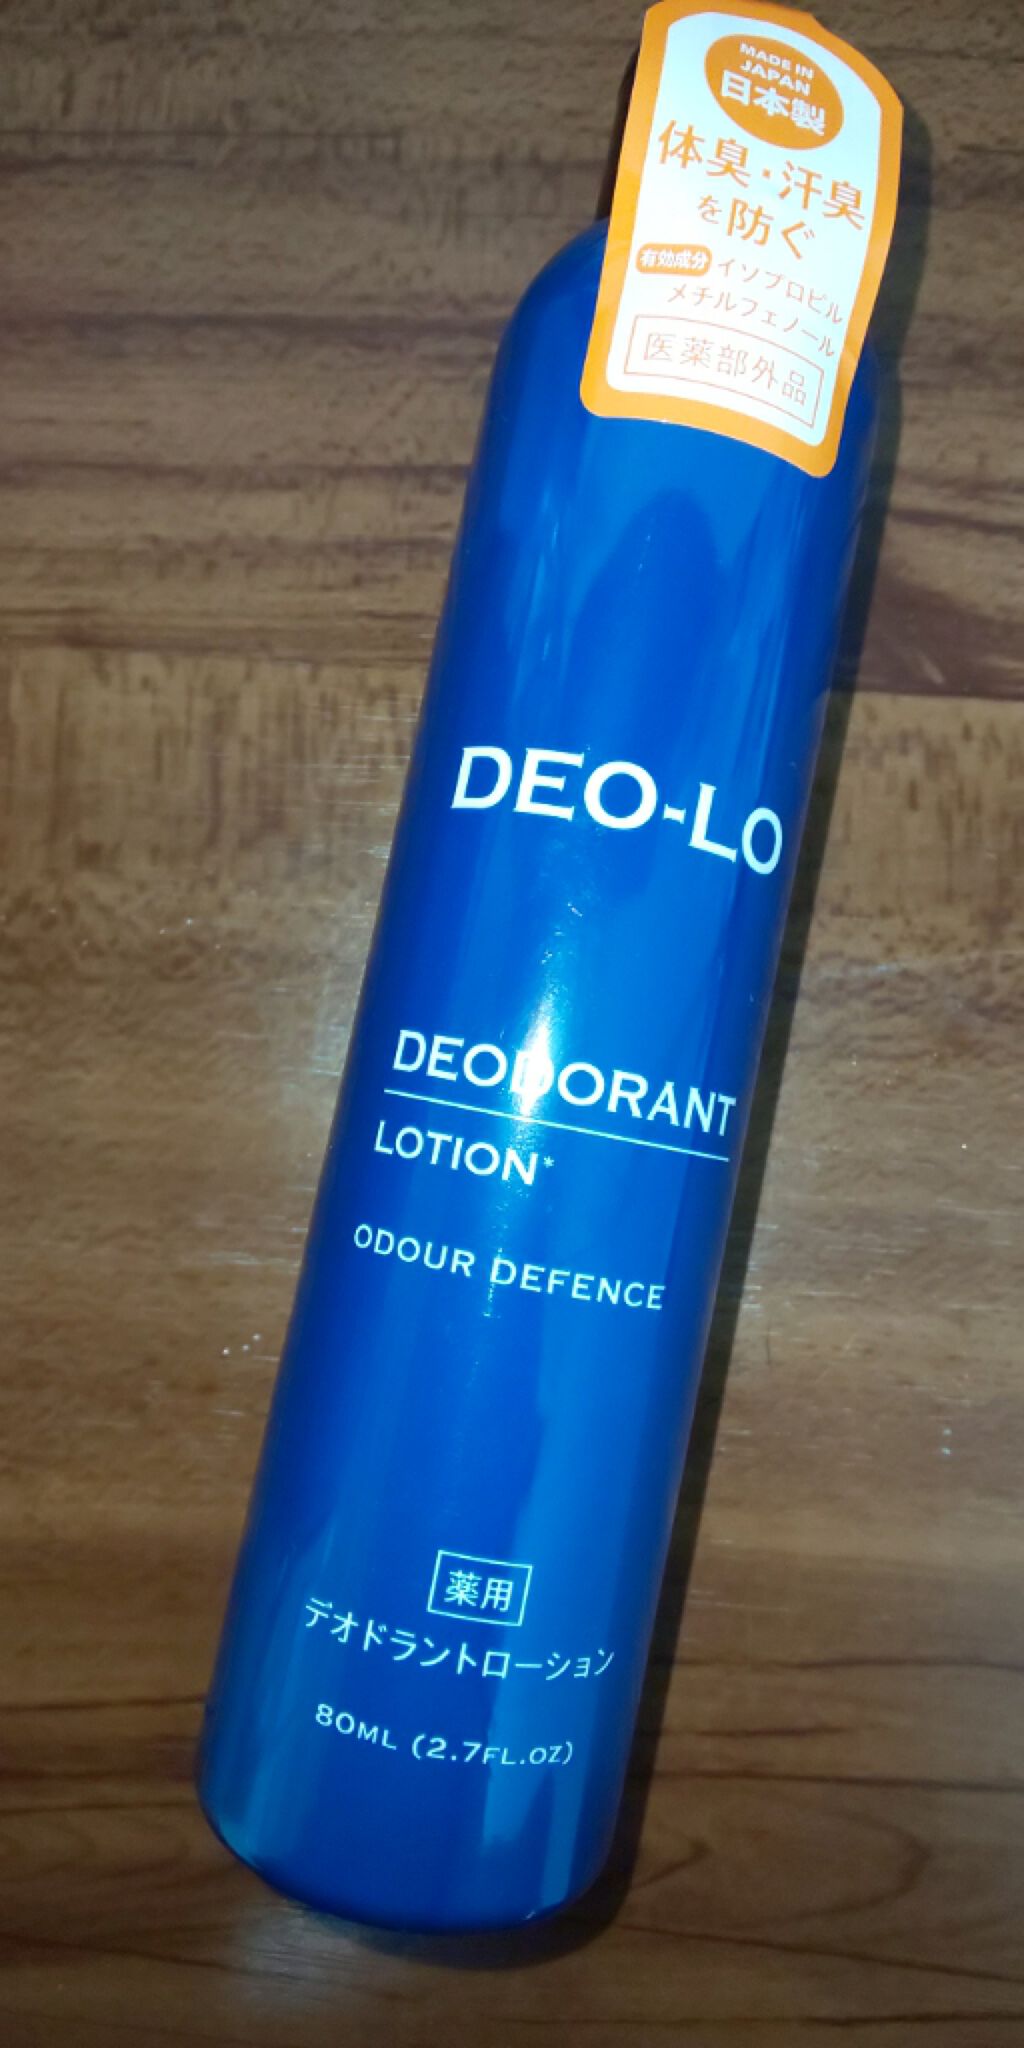 MADE IN
JAPAN
日本製
体臭・汗臭
を防ぐ
有効成分 イソプロピル
メチルフェノール
医薬部外品
DEO-LO
DEODORANT
LOTION*
ODOUR DEFENCE
薬用
デオドラントローション
80ML (2.7FL.OZ)